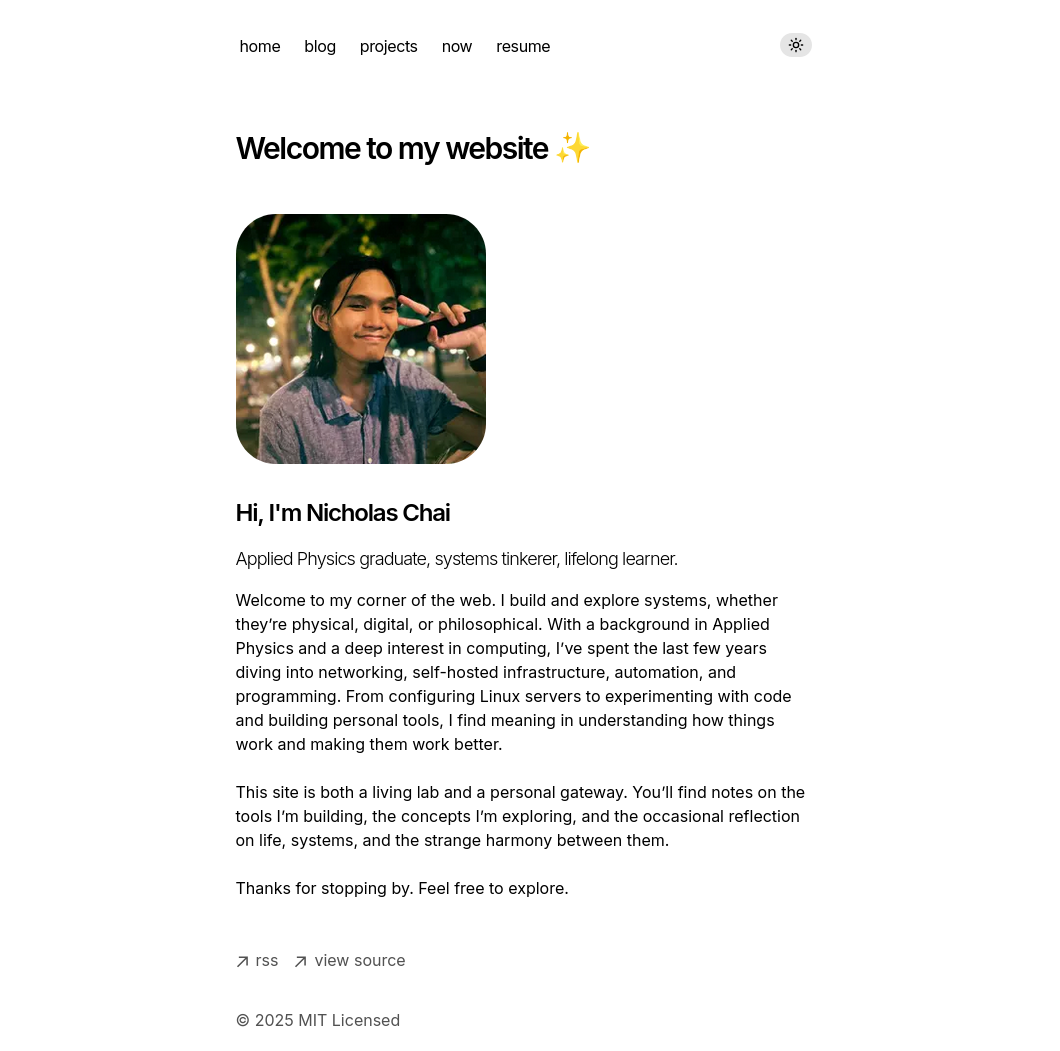 home blog projects now resume
Welcome to my website ✨
Hi, I'm Nicholas Chai
Applied Physics graduate, systems tinkerer, lifelong learner.
Welcome to my corner of the web. I build and explore systems, whether
they’re physical, digital, or philosophical. With a background in Applied
Physics and a deep interest in computing, I’ve spent the last few years
diving into networking, self-hosted infrastructure, automation, and
programming. From configuring Linux servers to experimenting with code
and building personal tools, I find meaning in understanding how things
work and making them work better.
This site is both a living lab and a personal gateway. You’ll find notes on the
tools I’m building, the concepts I’m exploring, and the occasional reflection
on life, systems, and the strange harmony between them.
Thanks for stopping by. Feel free to explore.
rss view source
© 2025 MIT Licensed